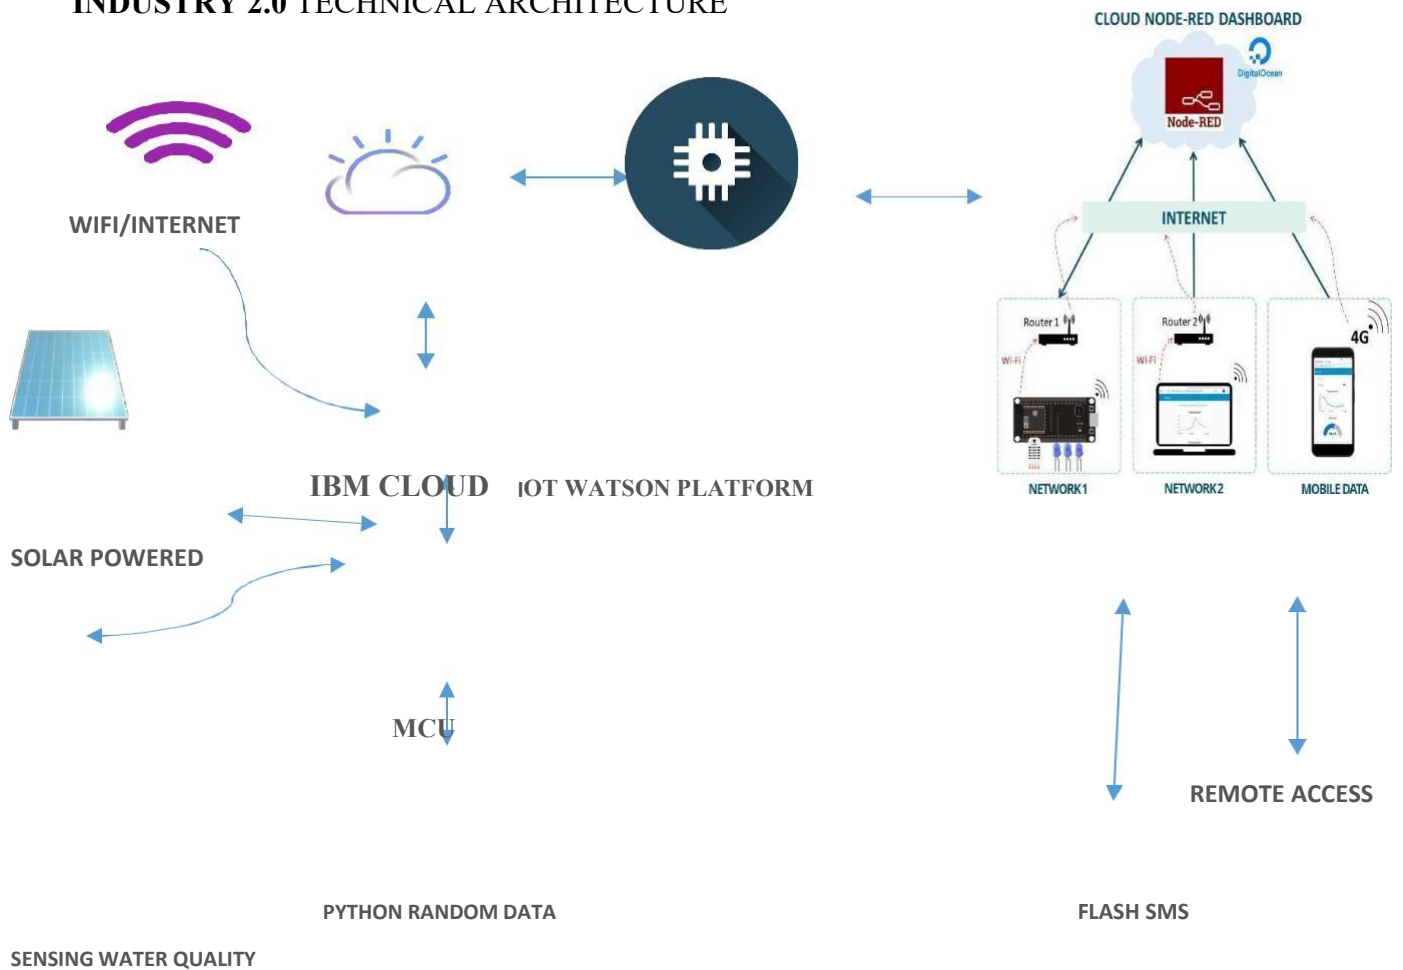 INDUSTRY 2.0 TECHNICAL ARCHITECTURE
CLOUD NODE-RED DASHBOARD
DigitalOcean
Node-RED
WIFI/INTERNET
INTERNET
Router 1
Router 2
4G
Wi-Fi
Wi-Fi
IBM CLOUD
IOT WATSON PLATFORM
NETWORK1
NETWORK2
MOBILE DATA
SOLAR POWERED
MCU
REMOTE ACCESS
PYTHON RANDOM DATA
FLASH SMS
SENSING WATER QUALITY